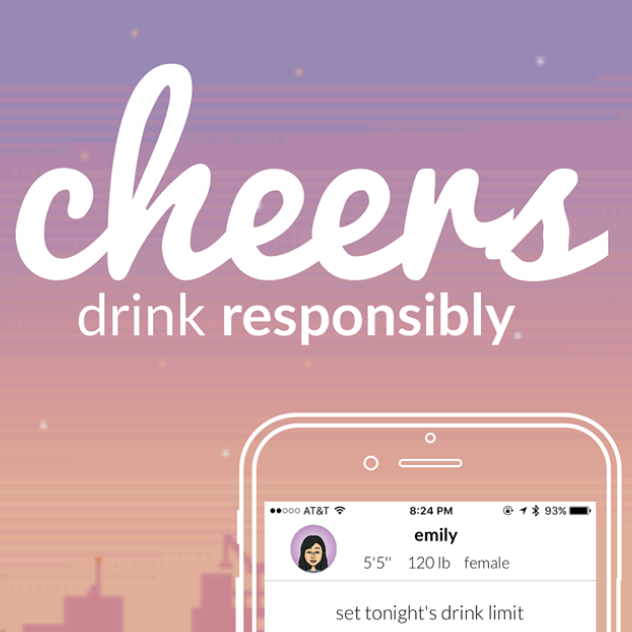 cheers
drink responsibly
AT&T 8:24 PM 93%
emily
5'5" 120 lb female
set tonight's drink limit